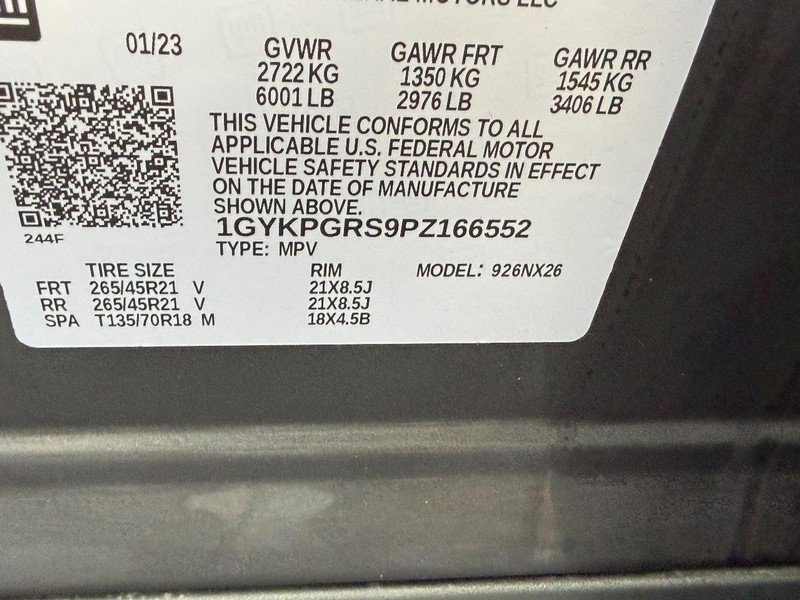 MOTORS LLC
01/23 GVWR GAWR FRT GAWR RR
2722 KG 1350 KG 1545 KG
6001 LB 2976 LB 3406 LB
THIS VEHICLE CONFORMS TO ALL
APPLICABLE U.S. FEDERAL MOTOR
VEHICLE SAFETY STANDARDS IN EFFECT
ON THE DATE OF MANUFACTURE
SHOWN ABOVE.
1GYKPGRS9PZ166552
244F
TYPE: MPV
TIRE SIZE RIM MODEL: 926NX26
FRT 265/45R21 V 21X8.5J
RR 265/45R21 V 21X8.5J
SPA T135/70R18 M 18X4.5B